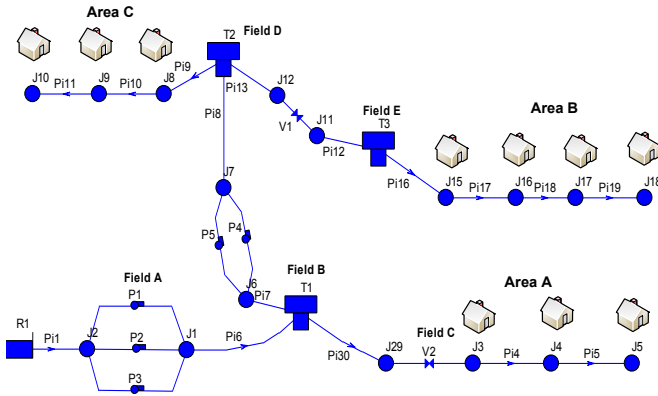 Area C
Field D
T2
J10
Pi11
J9
Pi10
J8
Pi9
Pi13
J12
Pi8
V1
J11
Field E
T3
Area B
Pi12
Pi16
J15
Pi17
J16
Pi18
J17
Pi19
J18
J7
P5
P4
Field A
Field B
Area A
J6
Pi7
T1
P1
R1
Pi1
J2
P2
J1
Pi6
Pi30
J29
Field C
V2
J3
Pi4
J4
Pi5
J5
P3